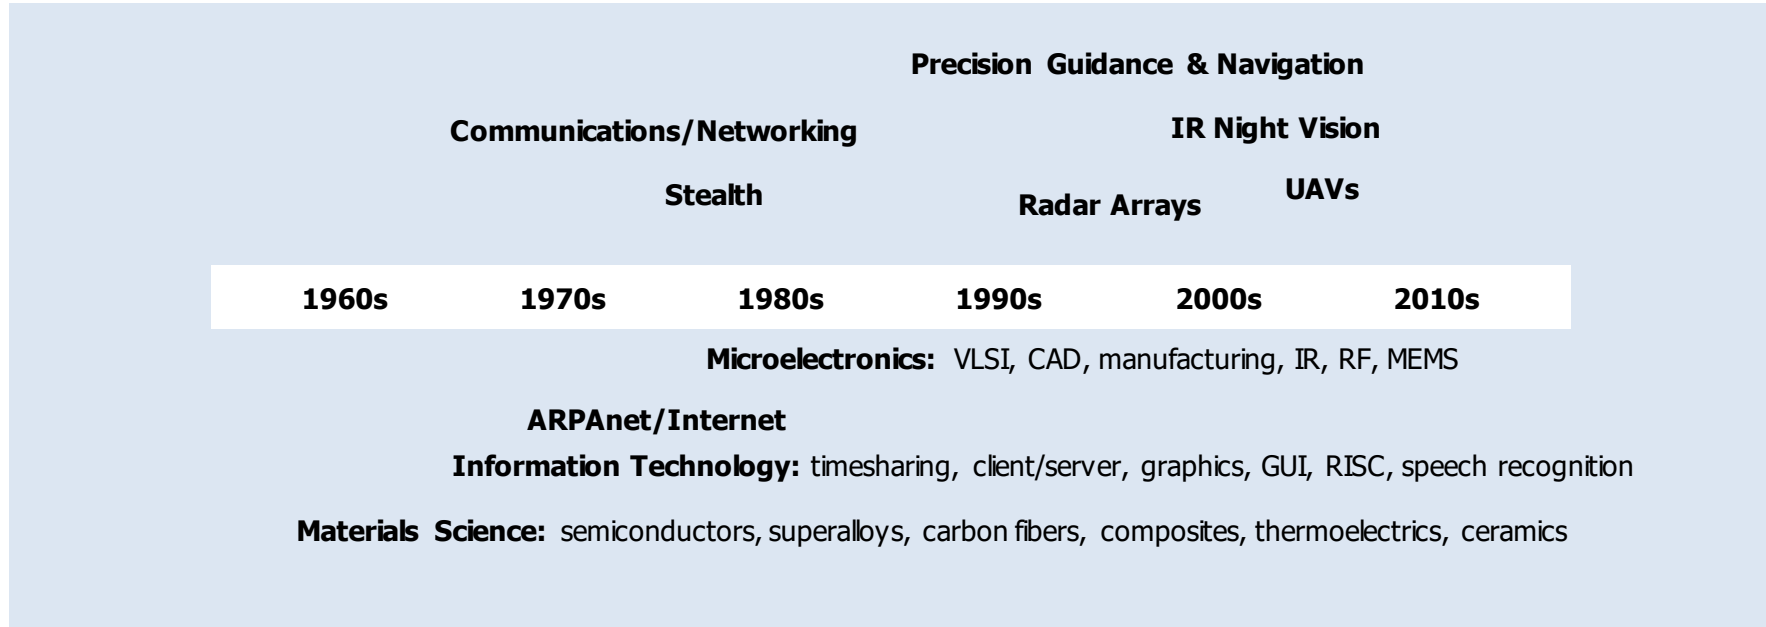 Precision Guidance & Navigation
Communications/Networking IR Night Vision
Stealth Radar Arrays UAVs
1960s 1970s 1980s 1990s 2000s 2010s
Microelectronics: VLSI, CAD, manufacturing, IR, RF, MEMS
ARPAnet/Internet
Information Technology: timesharing, client/server, graphics, GUI, RISC, speech recognition
Materials Science: semiconductors, superalloys, carbon fibers, composites, thermoelectrics, ceramics